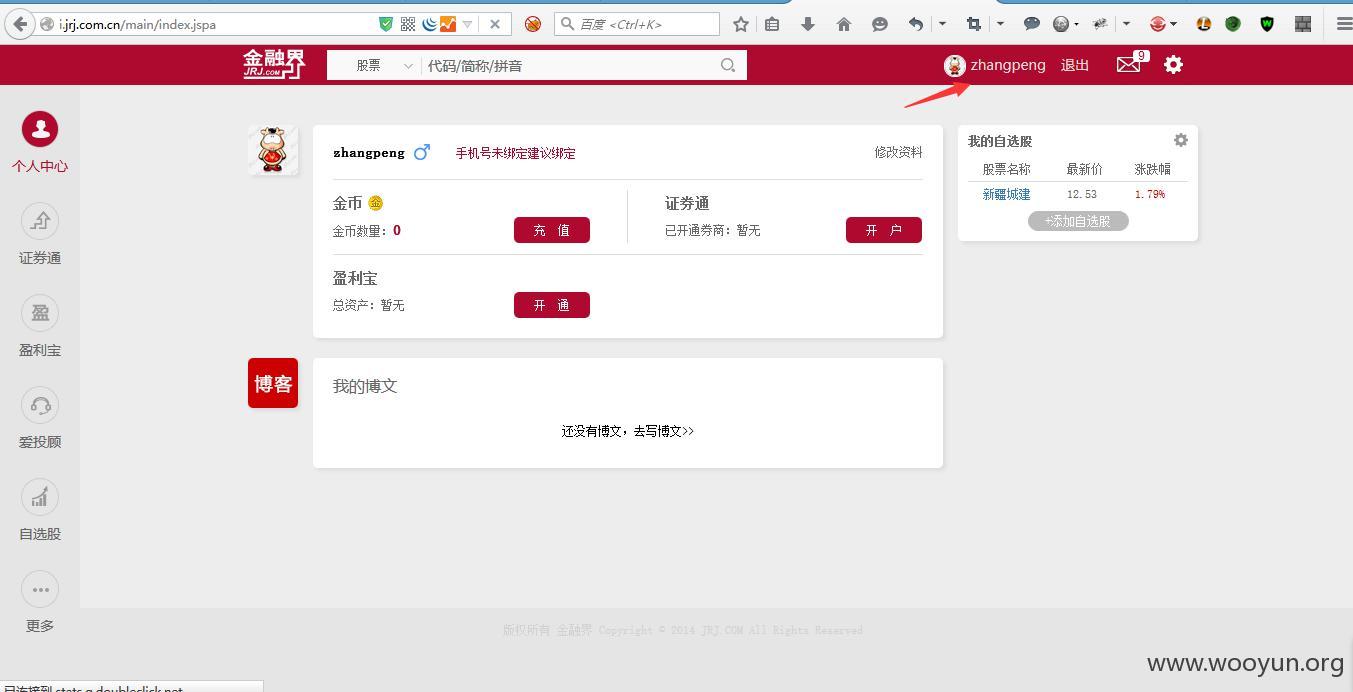 i.jrj.com.cn/main/index.jspa
百度 <Ctrl+K>
金融界
JRJ.COM
股票
代码/简称/拼音
zhangpeng 退出 9
个人中心
证券通
盈
盈利宝
爱投顾
自选股
更多
zhangpeng 手机号未绑定建议绑定 修改资料
金币 金
金币数量：0 充 值
证券通
已开通券商：暂无 开 户
盈利宝
总资产：暂无 开 通
博客
我的博文
还没有博文，去写博文>>
我的自选股
股票名称 最新价 涨跌幅
新疆城建 12.53 1.79%
+添加自选股
版权所有 金融界 Copyright © 2014 JRJ.COM All Rights Reserved
www.wooyun.org
已连接到 stats.g.doubleclick.net